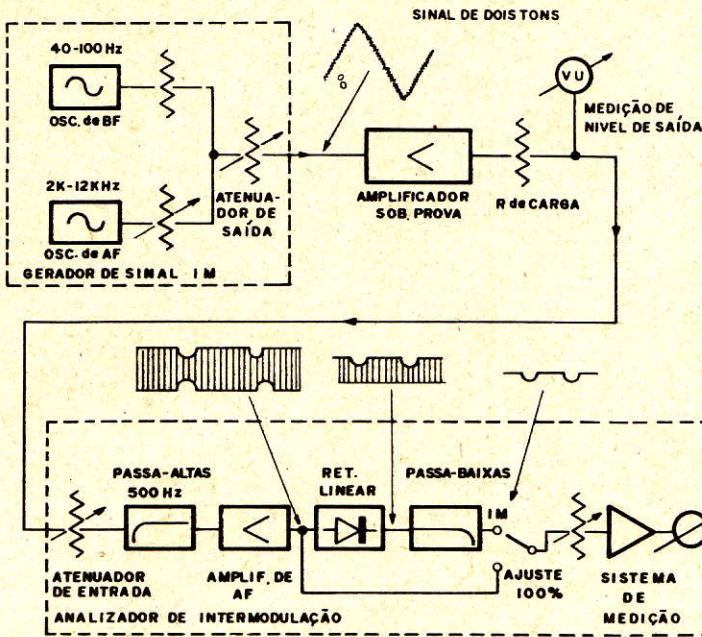 SINAL DE DOIS TONS
40-100 Hz
OSC. de BF
2K-12KHz
OSC. de AF
ATENUA-
DOR DE
SAÍDA
GERADOR DE SINAL IM
AMPLIFICADOR
SOB. PROVA
R de CARGA
VU
MEDIÇÃO DE
NIVEL DE SAÍDA
PASSA-ALTAS
500 Hz
RET.
LINEAR
PASSA-BAIXAS
IM
ATENUADOR
DE ENTRADA
AMPLIF. DE
AF
AJUSTE
100%
SISTEMA
DE
MEDIÇÃO
ANALIZADOR DE INTERMODULAÇÃO